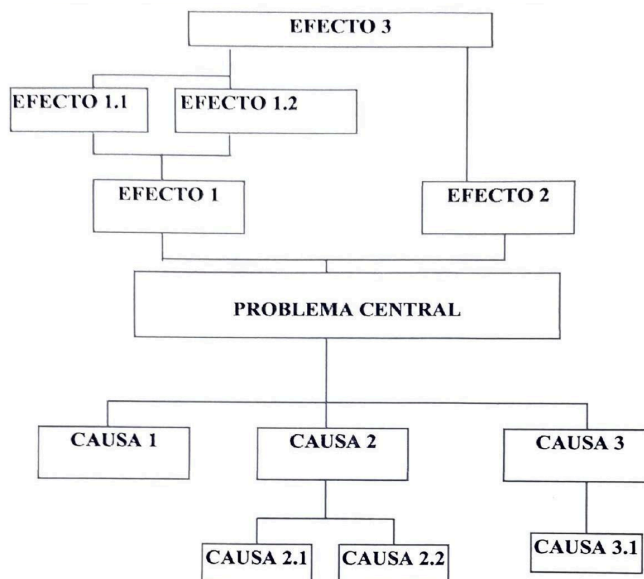 EFECTO 3
EFECTO 1.1
EFECTO 1.2
EFECTO 1
EFECTO 2
PROBLEMA CENTRAL
CAUSA 1
CAUSA 2
CAUSA 3
CAUSA 2.1
CAUSA 2.2
CAUSA 3.1